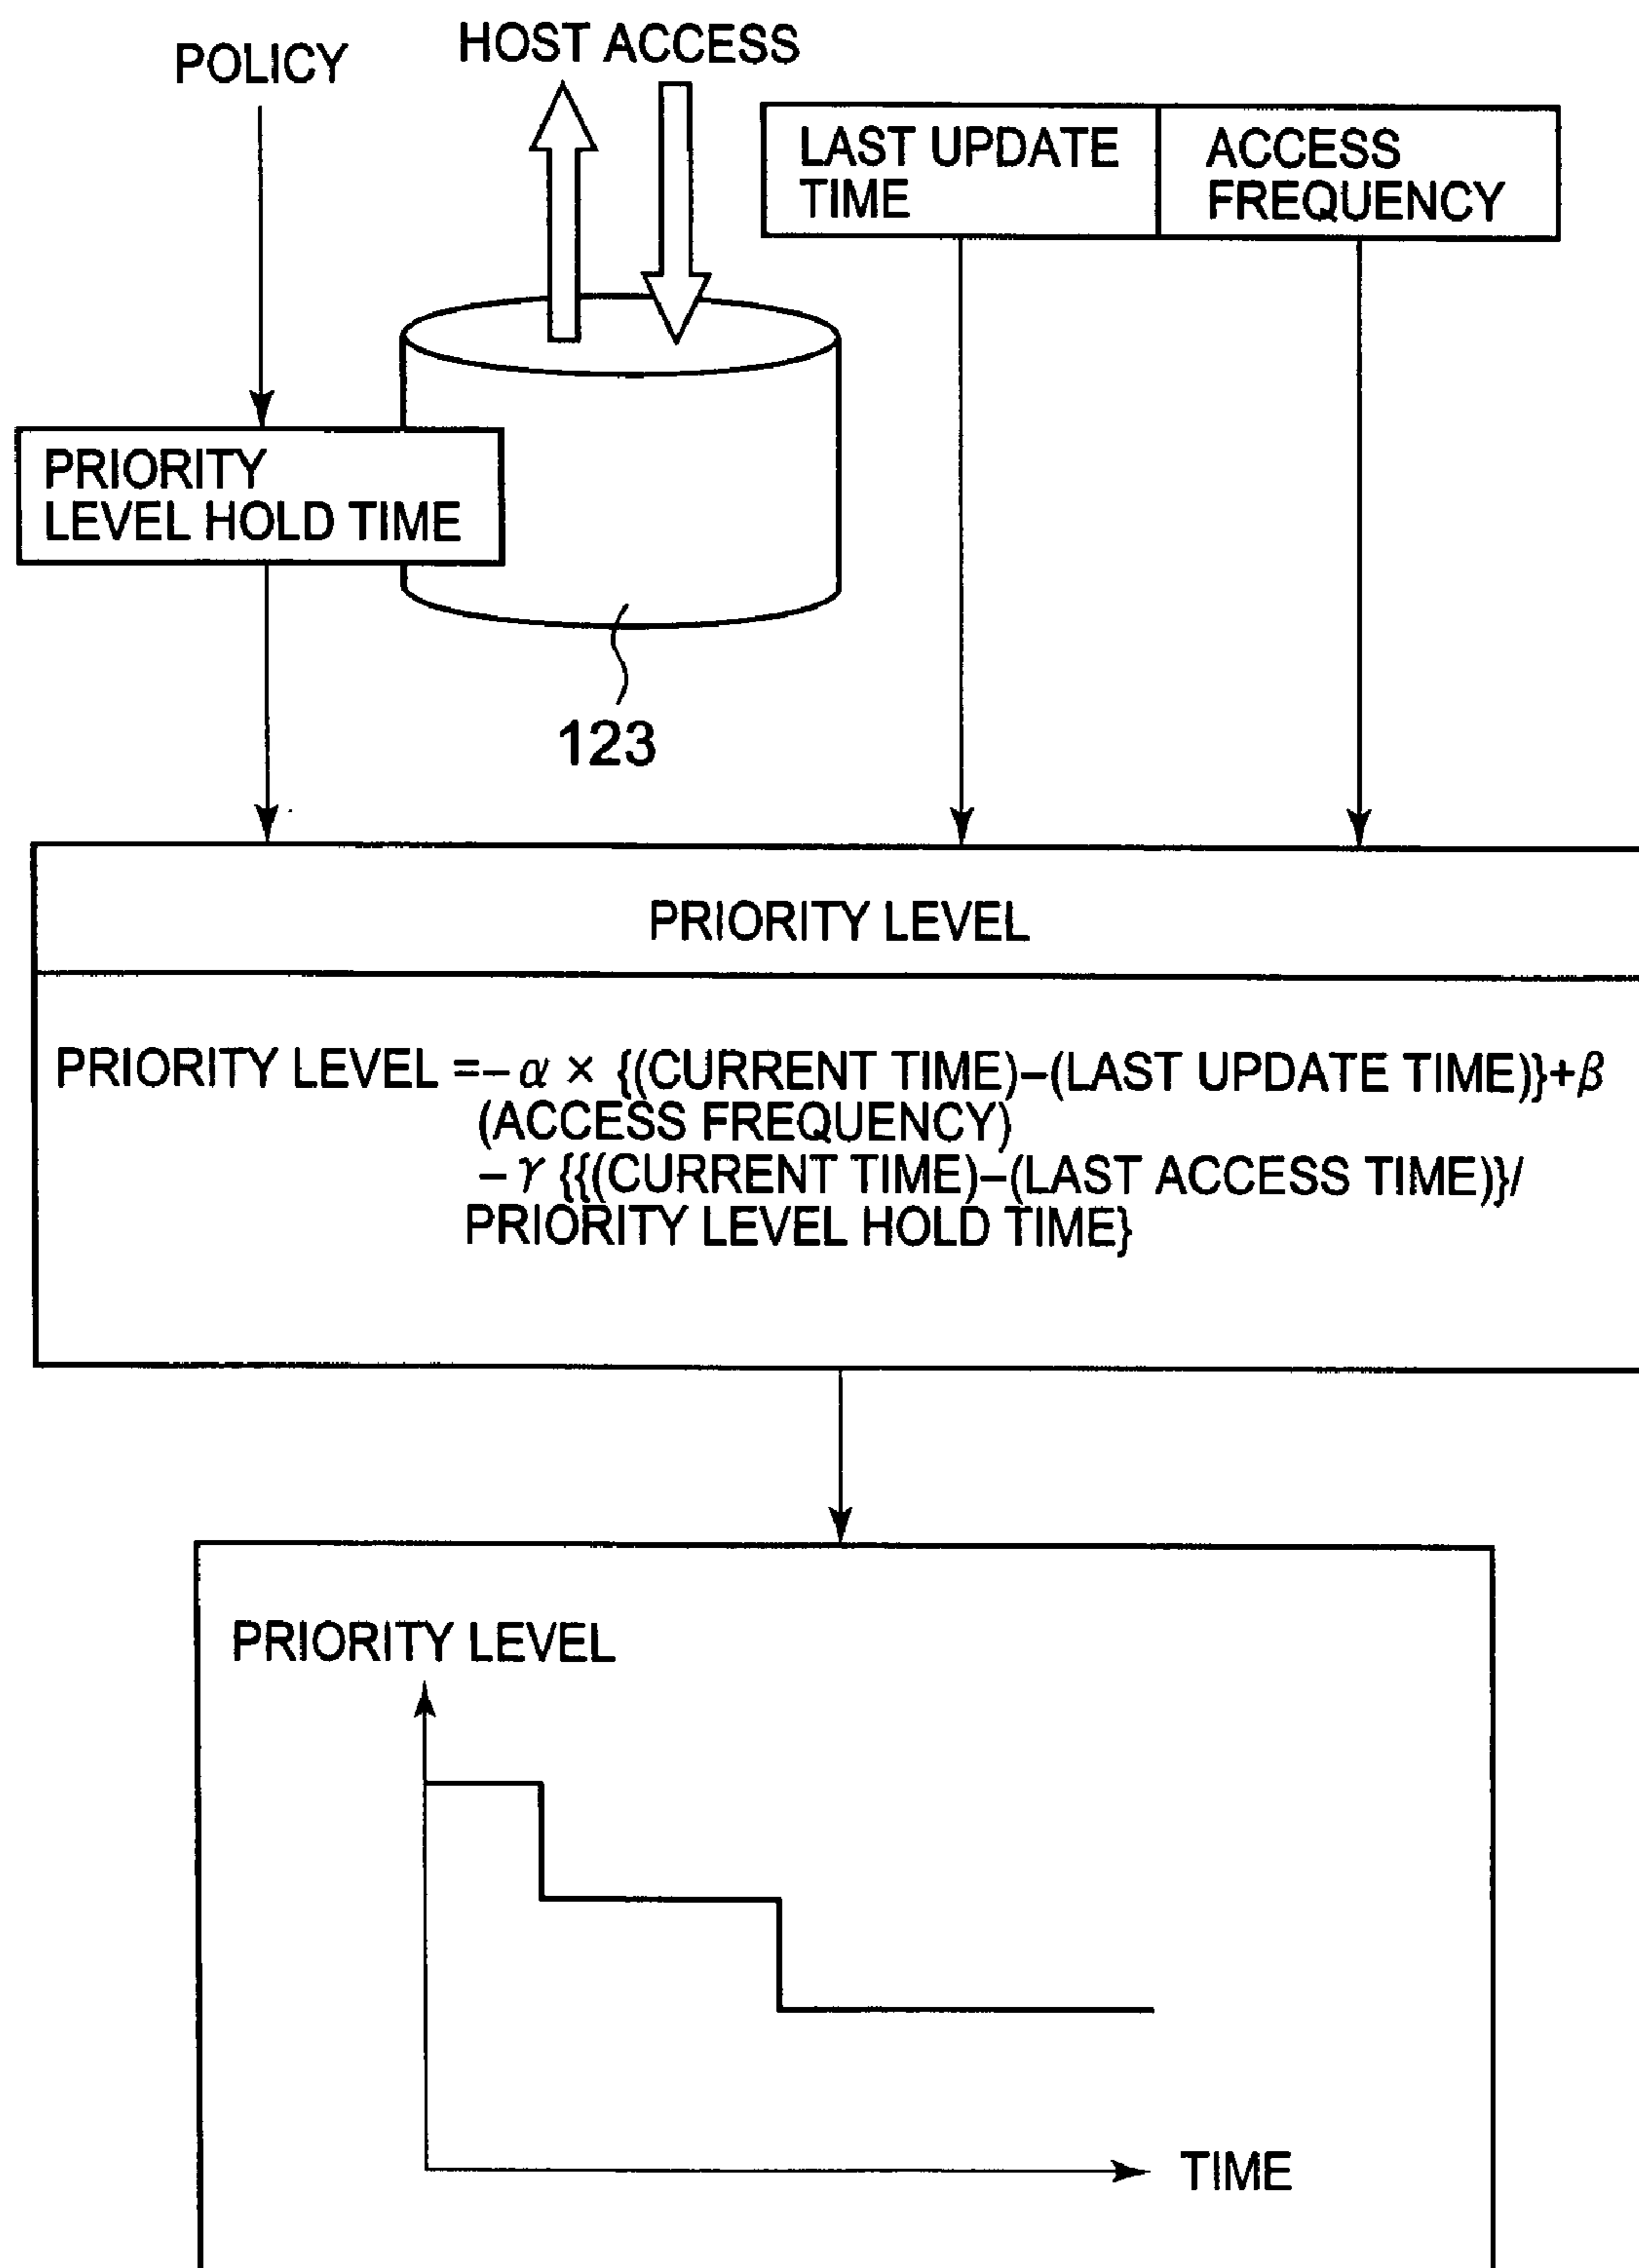 POLICY
HOST ACCESS
LAST UPDATE
TIME
ACCESS
FREQUENCY
PRIORITY
LEVEL HOLD TIME
123
PRIORITY LEVEL
PRIORITY LEVEL =−α × {(CURRENT TIME)−(LAST UPDATE TIME)}+β
(ACCESS FREQUENCY)
−γ {{(CURRENT TIME)−(LAST ACCESS TIME)}/
PRIORITY LEVEL HOLD TIME}
PRIORITY LEVEL
TIME